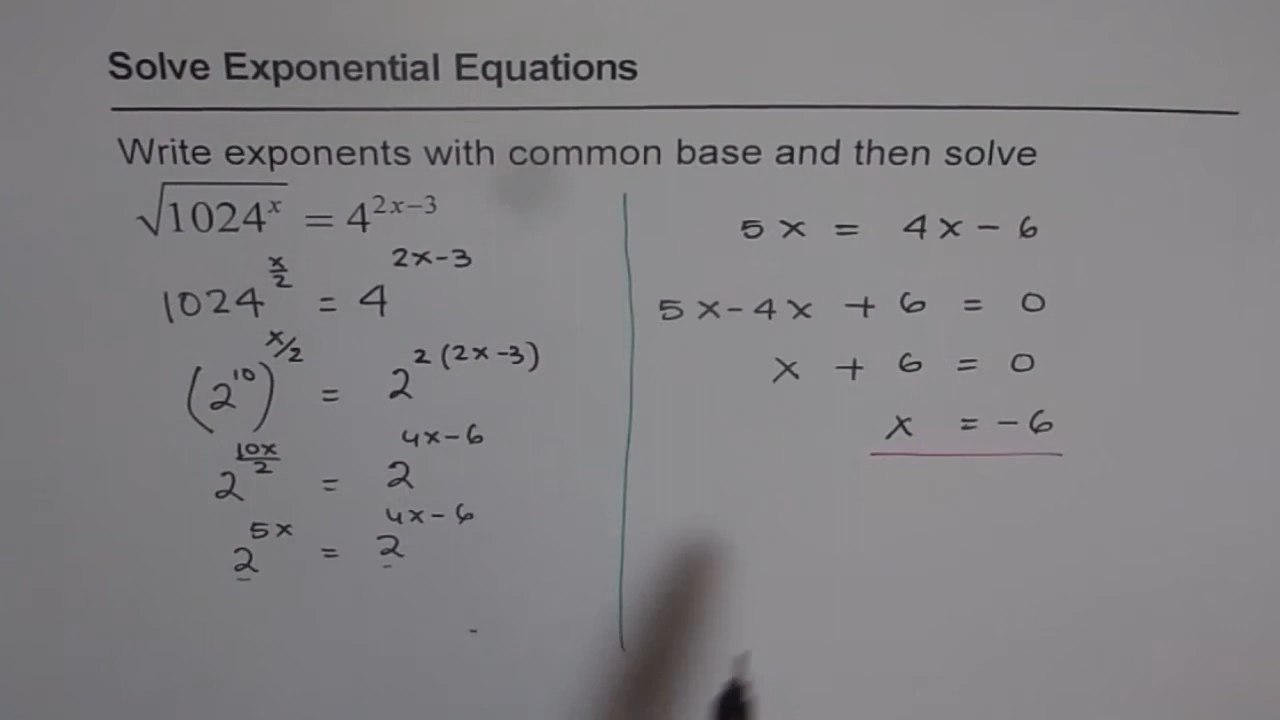 Solve Exponential Equations
Write exponents with common base and then solve
√1024^x = 4^(2x−3)
1024^(x/2) = 4^(2x−3)
(2^10)^(x/2) = 2^(2(2x−3))
2^(10x/2) = 2^(4x−6)
2^(5x) = 2^(4x−6)
5x = 4x − 6
5x − 4x + 6 = 0
x + 6 = 0
x = −6